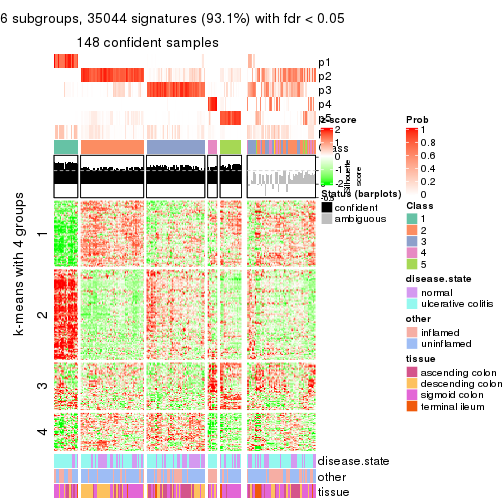 6 subgroups, 35044 signatures (93.1%) with fdr < 0.05
148 confident samples
p1
p2
p3
p4
z-score
2
1
0
-1
-2
Silhouette
score
Prob
1
0.8
0.6
0.4
0.2
0
Status (barplots)
confident
ambiguous
Class
1
2
3
4
5
disease.state
normal
ulcerative colitis
other
inflamed
uninflamed
tissue
ascending colon
descending colon
sigmoid colon
terminal ileum
k-means with 4 groups
1
2
3
4
disease.state
other
tissue